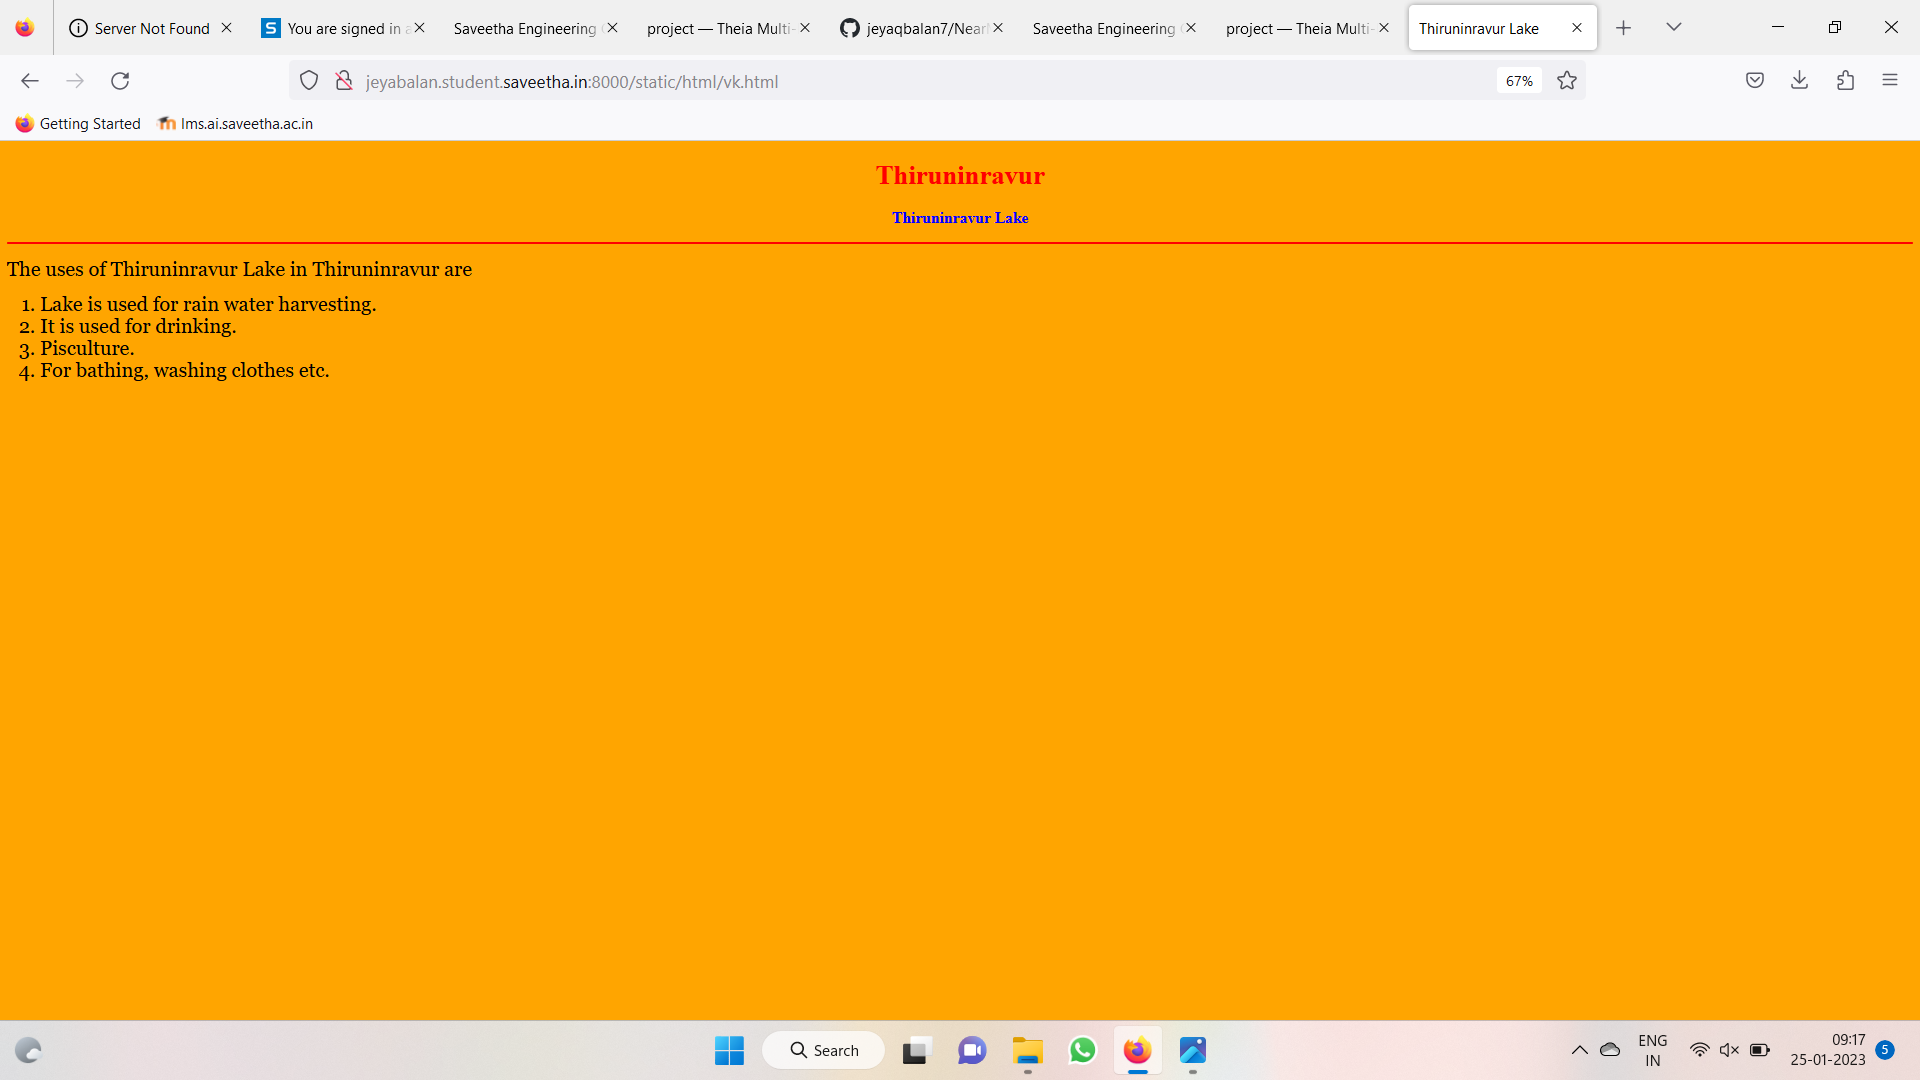 Server Not Found
You are signed in a
Saveetha Engineering
project — Theia Multi-
jeyaqbalan7/Near
Saveetha Engineering
project — Theia Multi-
Thiruninravur Lake
jeyabalan.student.saveetha.in:8000/static/html/vk.html
67%
Getting Started
lms.ai.saveetha.ac.in
Thiruninravur
Thiruninravur Lake
The uses of Thiruninravur Lake in Thiruninravur are
1. Lake is used for rain water harvesting.
2. It is used for drinking.
3. Pisculture.
4. For bathing, washing clothes etc.
Search
ENG
IN
09:17
25-01-2023
5